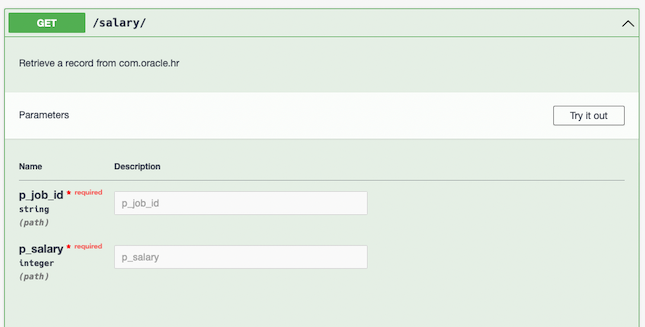 GET /salary/
Retrieve a record from com.oracle.hr
Parameters Try it out
Name Description
p_job_id * required p_job_id
string
(path)
p_salary * required p_salary
integer
(path)